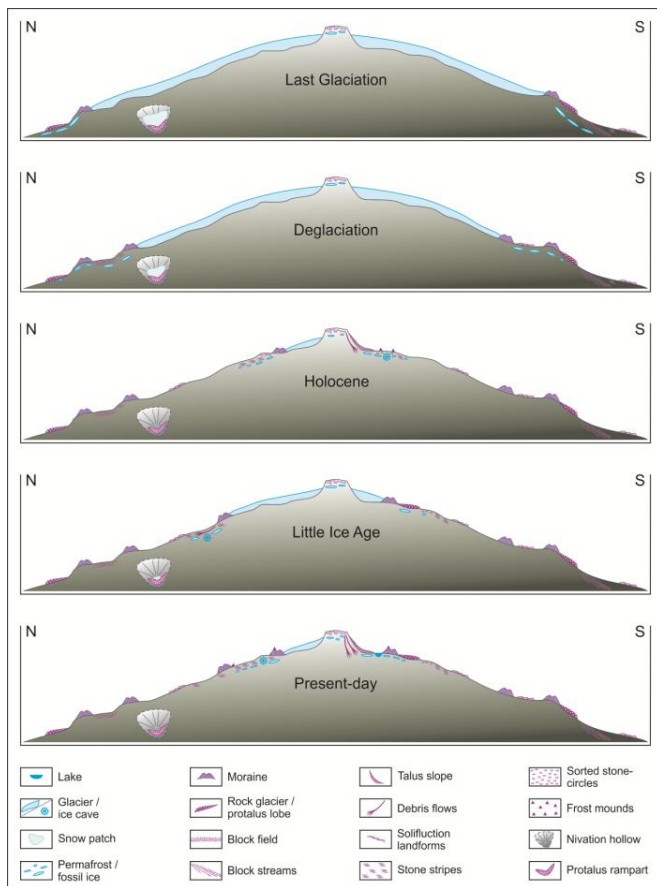 N
S
Last Glaciation
N
S
Deglaciation
N
S
Holocene
N
S
Little Ice Age
N
S
Present-day
Lake
Moraine
Talus slope
Sorted stone-
circles
Glacier /
ice cave
Rock glacier /
protalus lobe
Debris flows
Frost mounds
Snow patch
Block field
Solifluction
landforms
Nivation hollow
Permafrost /
fossil ice
Block streams
Stone stripes
Protalus rampart